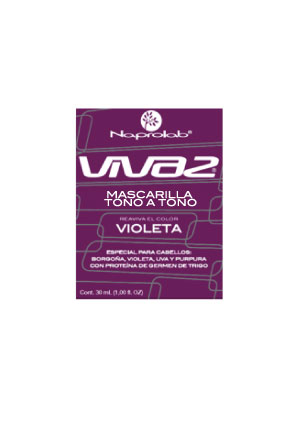 Naprolab®
VIVA2®
MASCARILLA
TONO A TONO
REAVIVA EL COLOR
VIOLETA
ESPECIAL PARA CABELLOS:
BORGOÑA, VIOLETA, UVA Y PURPURA
CON PROTEÍNA DE GERMEN DE TRIGO
Cont. 30 mL (1,00 fl. OZ)